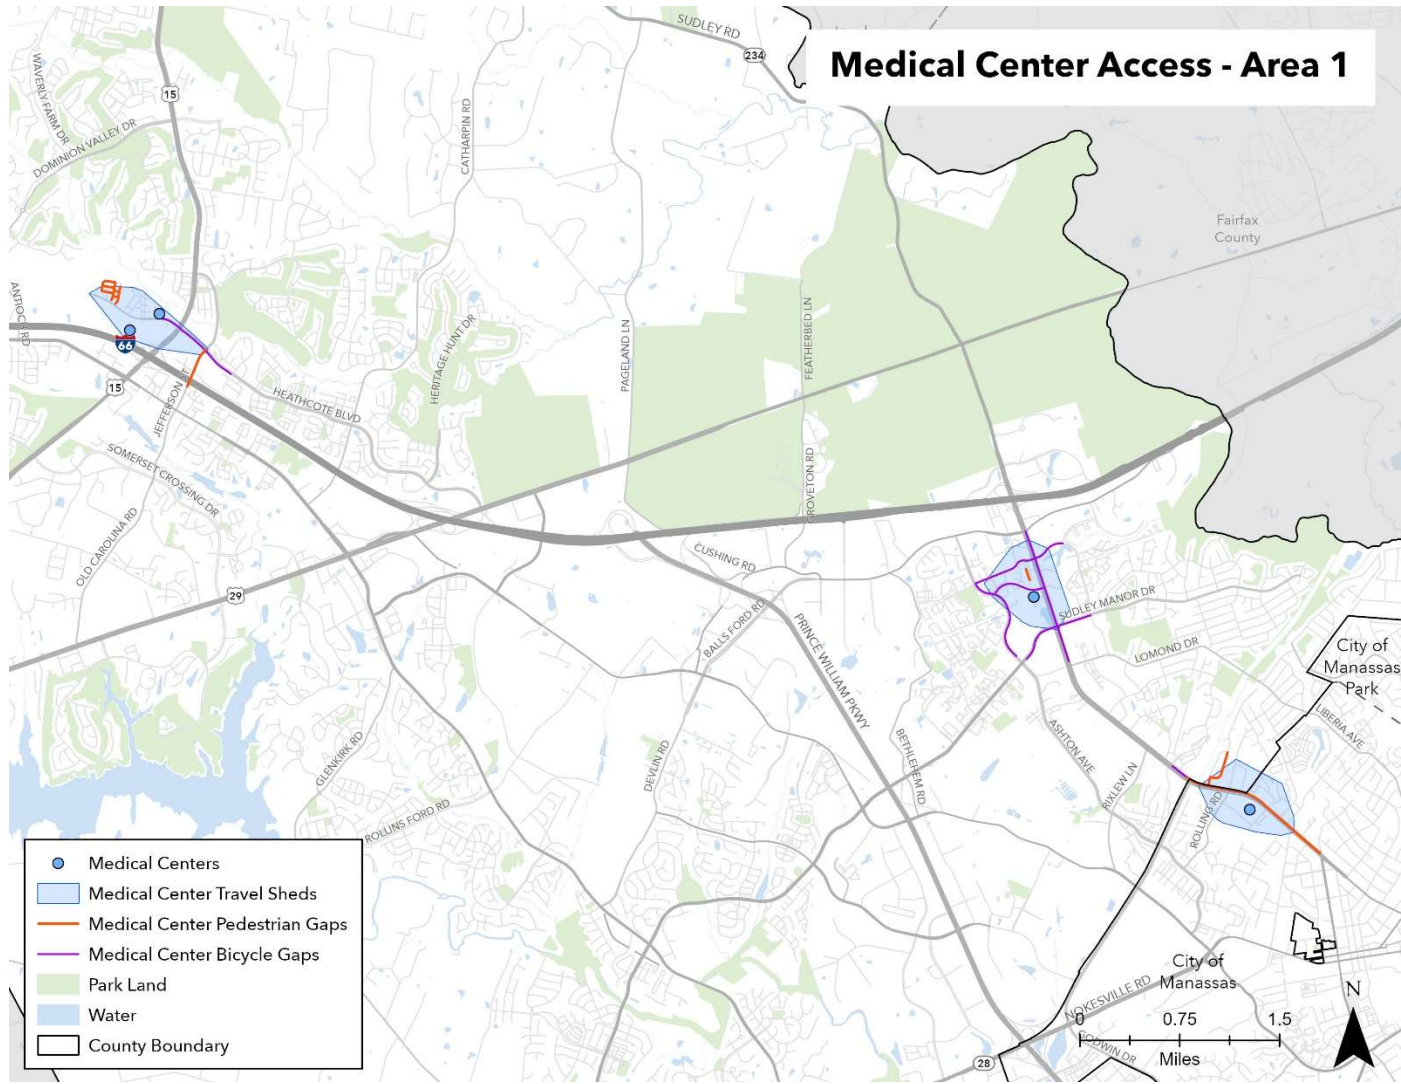 Medical Center Access - Area 1
SUDLEY RD
234
15
WAVERLY FARM DR
DOMINION VALLEY DR
CATHARPIN RD
Fairfax
County
ANTIOCH RD
66
15
JEFFERSON ST
HEATHCOTE BLVD
HERITAGE HUNT DR
PAGELAND LN
FEATHERBED LN
GROVETON RD
SOMERSET CROSSING DR
OLD CAROLINA RD
29
CUSHING RD
BALLS FORD RD
PRINCE WILLIAM PKWY
SUDLEY MANOR DR
LOMOND DR
City of
Manassas
Park
LIBERIA AVE
GLENKIRK RD
DEVLIN RD
BETHLEHEM RD
ASHTON AVE
RIXLEW LN
ROLLING RD
ROLLINS FORD RD
Medical Centers
Medical Center Travel Sheds
Medical Center Pedestrian Gaps
Medical Center Bicycle Gaps
Park Land
Water
County Boundary
City of
Manassas
NOKESVILLE RD
GODWIN DR
28
0 0.75 1.5
Miles
N